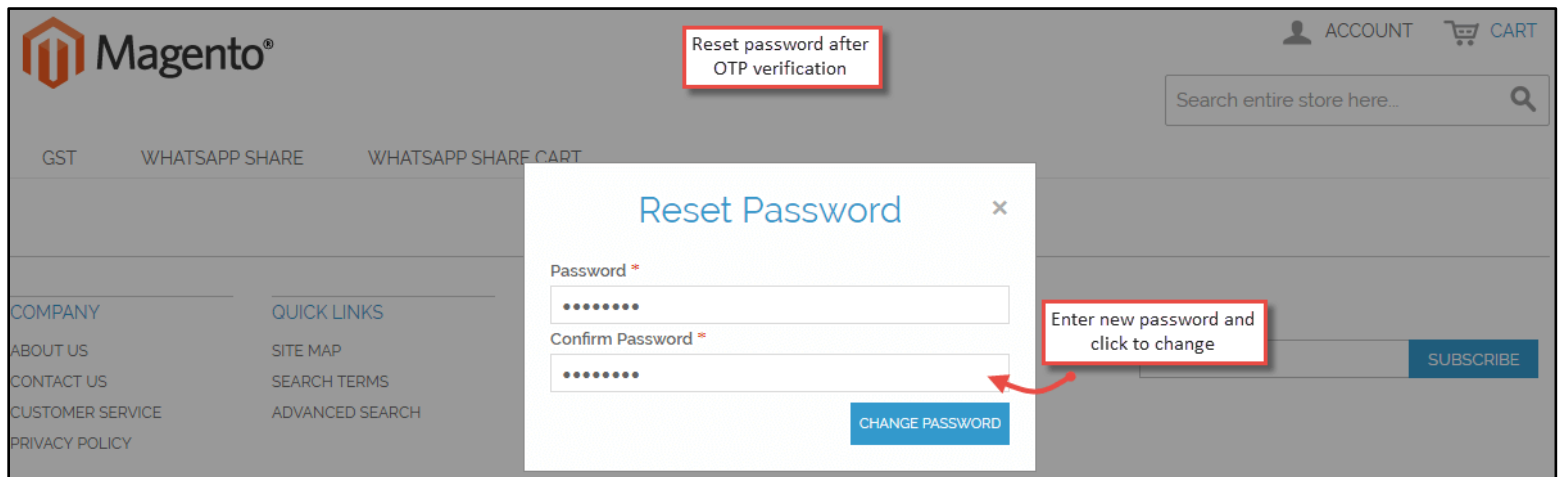 Magento®
Reset password after
OTP verification
ACCOUNT
CART
Search entire store here...
GST
WHATSAPP SHARE
WHATSAPP SHARE CART
Reset Password
×
Password *
••••••••
Confirm Password *
••••••••
CHANGE PASSWORD
Enter new password and
click to change
COMPANY
ABOUT US
CONTACT US
CUSTOMER SERVICE
PRIVACY POLICY
QUICK LINKS
SITE MAP
SEARCH TERMS
ADVANCED SEARCH
SUBSCRIBE